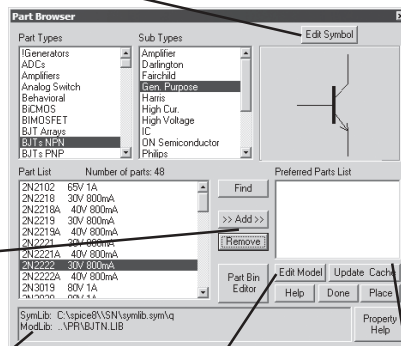 Part Browser
Part Types
Sub Types
Edit Symbol
!Generators
ADCs
Amplifiers
Analog Switch
Behavioral
BiCMOS
BIMOSFET
BJT Arrays
BJTs NPN
BJTs PNP
Amplifier
Darlington
Fairchild
Gen. Purpose
Harris
High Cur.
High Voltage
IC
ON Semiconductor
Philips
Part List Number of parts: 48
Preferred Parts List
2N2102 65V 1A
2N2218 30V 800mA
2N2218A 40V 800mA
2N2219 30V 800mA
2N2219A 40V 800mA
2N2221 30V 800mA
2N2221A 40V 800mA
2N2222 30V 800mA
2N2222A 40V 800mA
2N3019 80V 1A
Find
>> Add >>
Remove
Part Bin
Editor
Edit Model
Update Cache
Help
Done
Place
SymLib: C:\spice8\\SN\symlib.sym\q
ModLib: ..\PR\BJTN.LIB
Property
Help